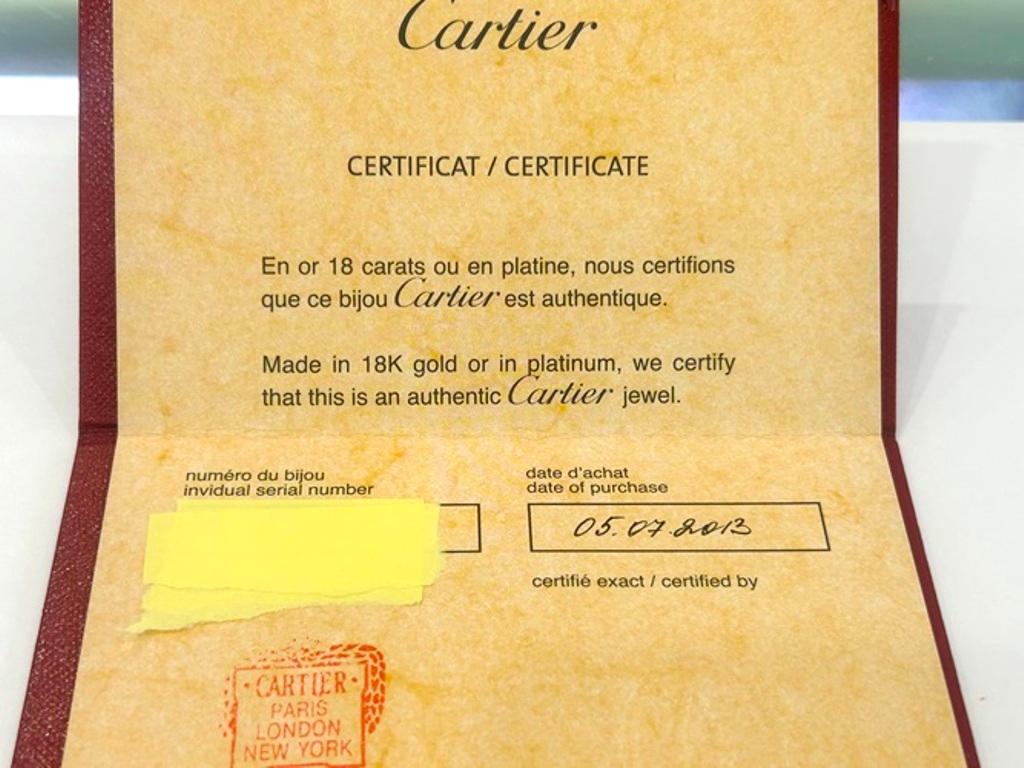 Cartier
CERTIFICAT / CERTIFICATE
En or 18 carats ou en platine, nous certifions
que ce bijou Cartier est authentique.
Made in 18K gold or in platinum, we certify
that this is an authentic Cartier jewel.
numéro du bijou
invidual serial number
date d'achat
date of purchase
05.07.2013
certifié exact / certified by
·CARTIER·
PARIS
LONDON
NEW YORK